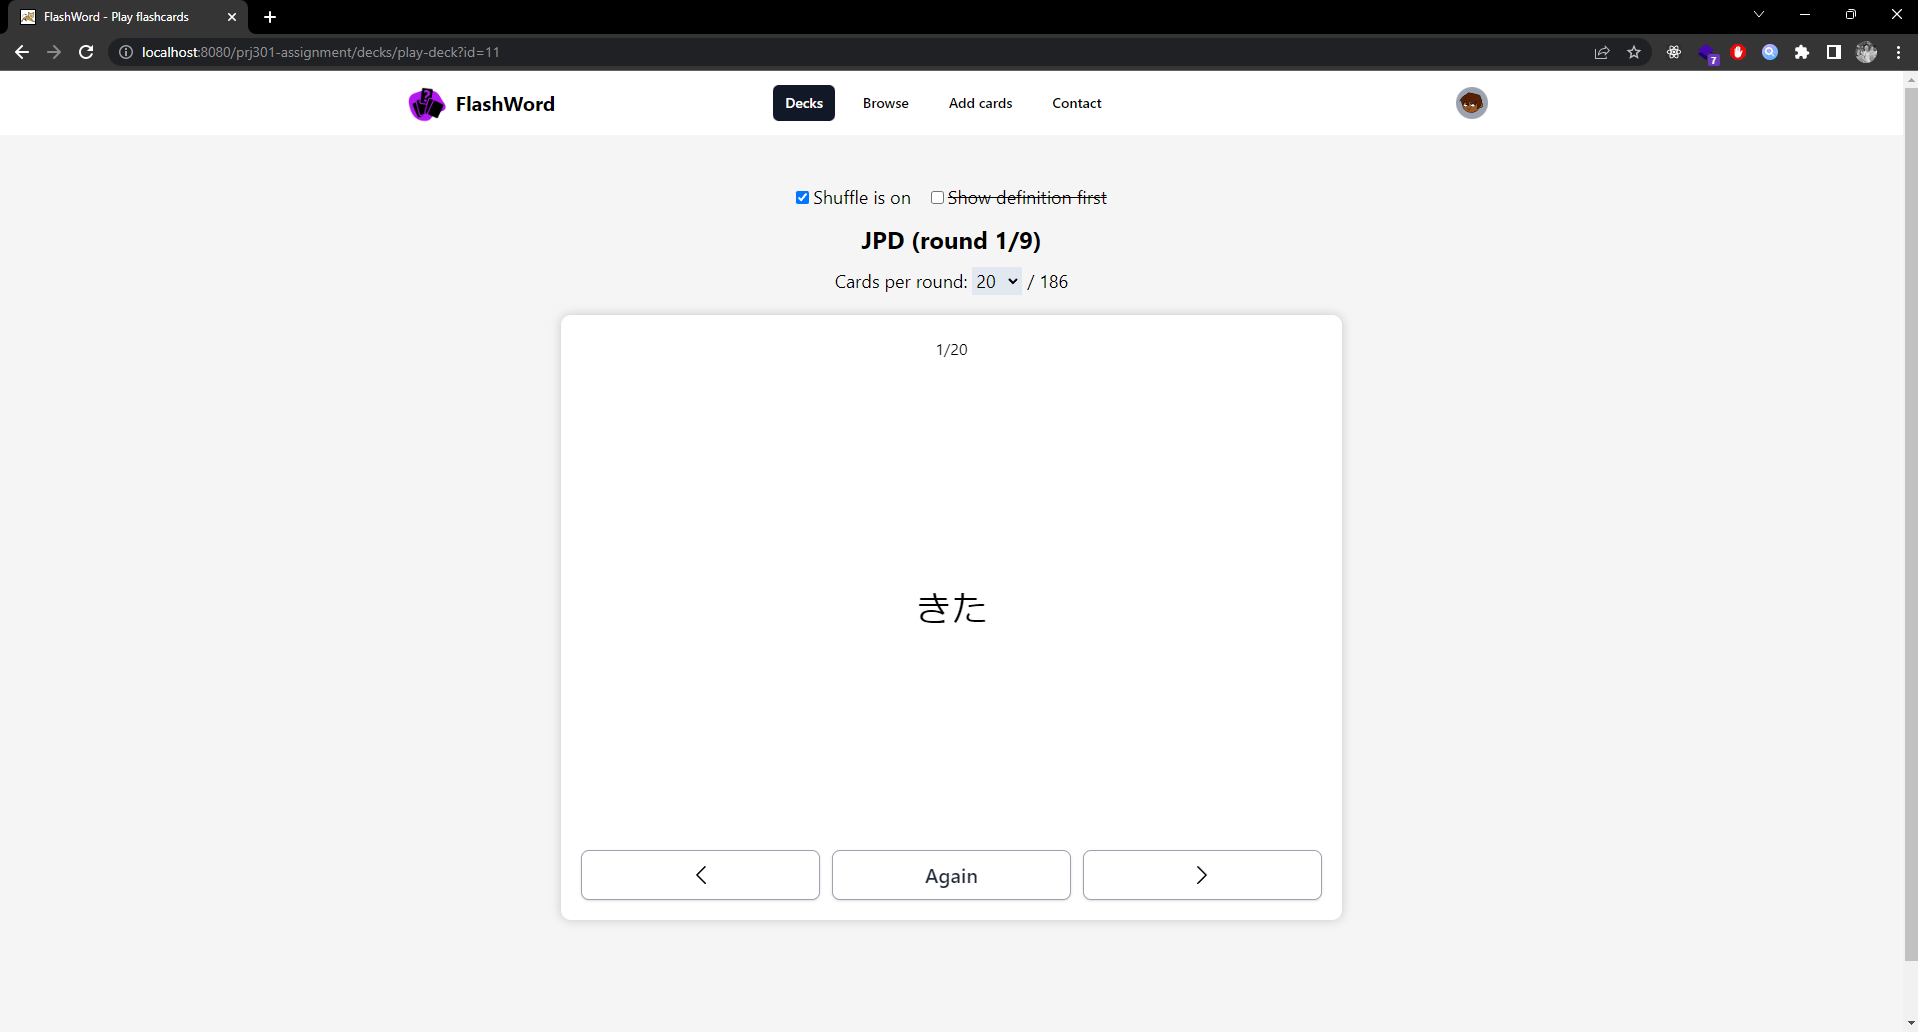 FlashWord - Play flashcards
localhost:8080/prj301-assignment/decks/play-deck?id=11
7
FlashWord
Decks
Browse
Add cards
Contact
Shuffle is on
Show definition first
JPD (round 1/9)
Cards per round: 20 / 186
1/20
きた
Again